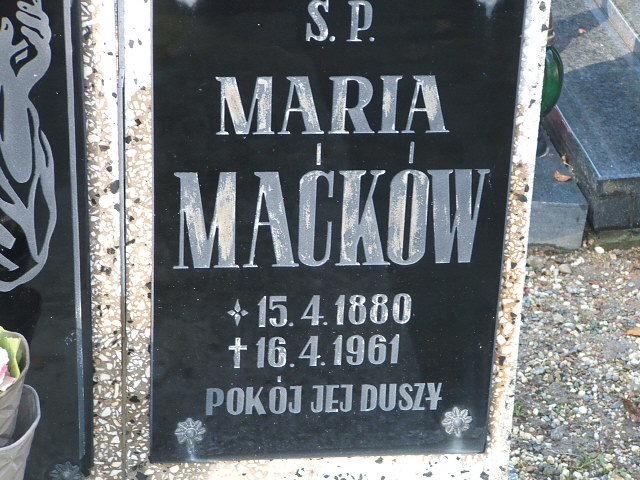 Ś. P.
MARIA
MAĆKÓW
15.4.1880
✝ 16.4.1961
POKÓJ JEJ DUSZY